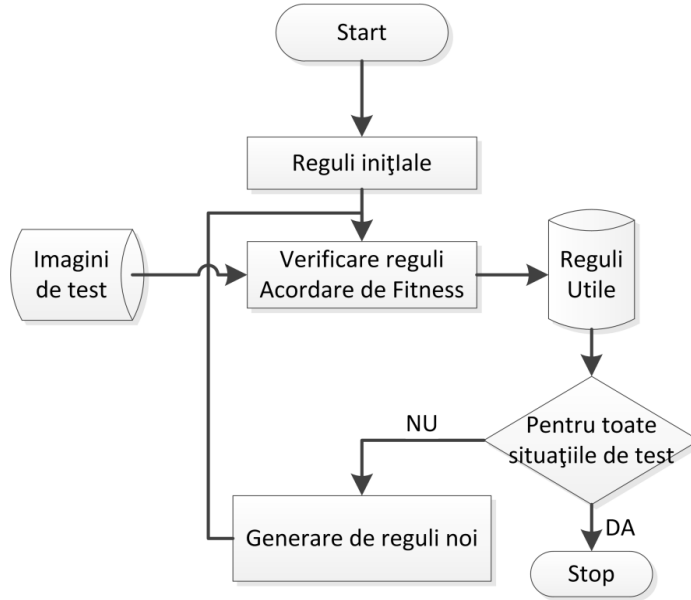 Start
Reguli iniţIale
Imagini
de test
Verificare reguli
Acordare de Fitness
Reguli
Utile
Pentru toate
situaţiile de test
NU
DA
Generare de reguli noi
Stop